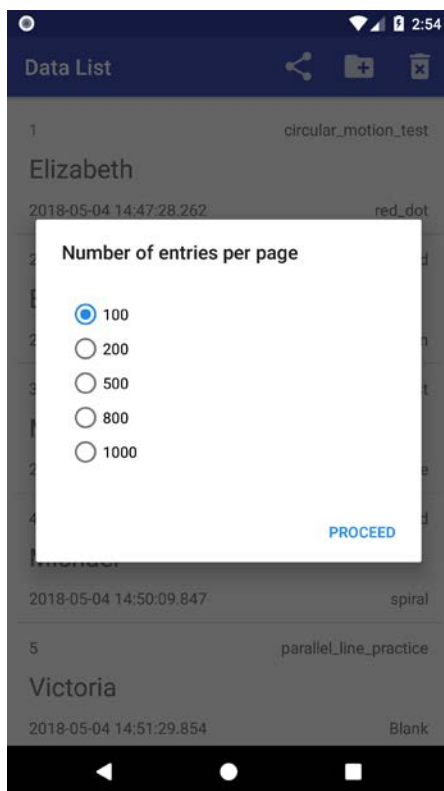 2:54
Data List
1 circular_motion_test
Elizabeth
2018-05-04 14:47:28.262 red_dot
Number of entries per page
100
200
500
800
1000
PROCEED
2018-05-04 14:50:09.847 spiral
5 parallel_line_practice
Victoria
2018-05-04 14:51:29.854 Blank